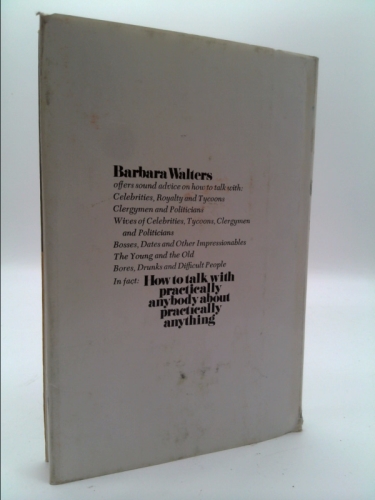 Barbara Walters
offers sound advice on how to talk with:
Celebrities, Royalty and Tycoons
Clergymen and Politicians
Wives of Celebrities, Tycoons, Clergymen
and Politicians
Bosses, Dates and Other Impressionables
The Young and the Old
Bores, Drunks and Difficult People
In fact: How to talk with
practically
anybody about
practically
anything